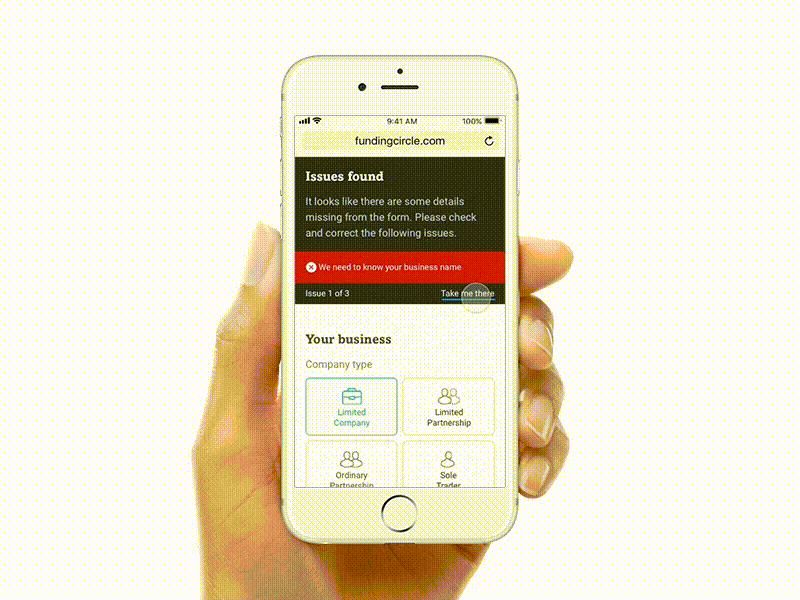 9:41 AM
100%
fundingcircle.com
Issues found
It looks like there are some details
missing from the form. Please check
and correct the following issues.
We need to know your business name
Issue 1 of 3
Take me there
Your business
Company type
Limited
Company
Limited
Partnership
Ordinary
Partnership
Sole
Trader